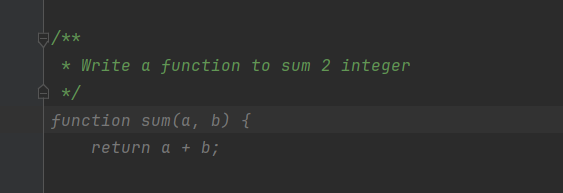 /**
 * Write a function to sum 2 integer
 */
function sum(a, b) {
    return a + b;